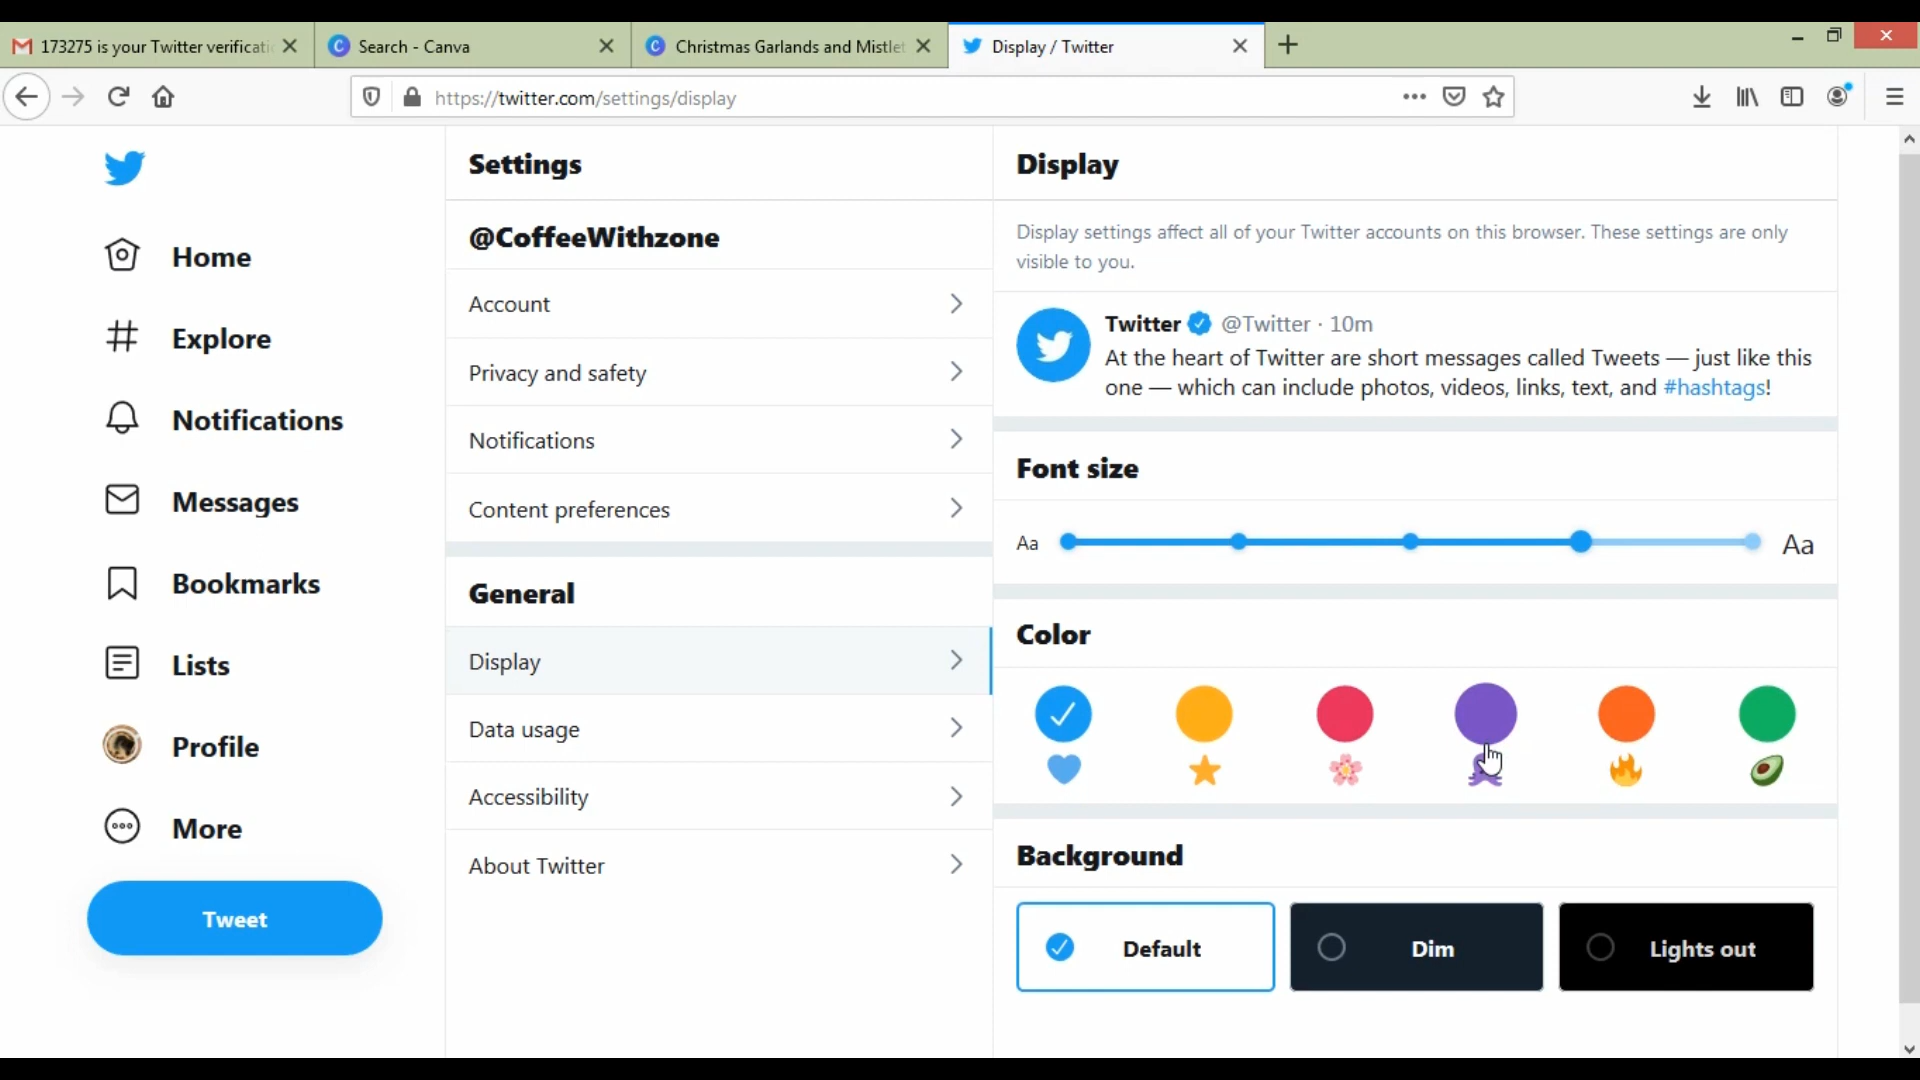 173275 is your Twitter verificati
Search - Canva
Christmas Garlands and Mistlet
Display / Twitter
https://twitter.com/settings/display
Home
Explore
Notifications
Messages
Bookmarks
Lists
Profile
More
Tweet
Settings
@CoffeeWithzone
Account
Privacy and safety
Notifications
Content preferences
General
Display
Data usage
Accessibility
About Twitter
Display
Display settings affect all of your Twitter accounts on this browser. These settings are only
visible to you.
Twitter @Twitter · 10m
At the heart of Twitter are short messages called Tweets — just like this
one — which can include photos, videos, links, text, and #hashtags!
Font size
Aa Aa
Color
Background
Default Dim Lights out